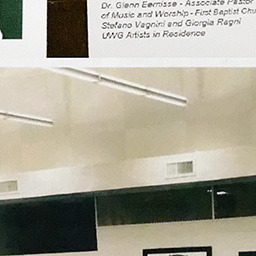 Dr. Glenn Eernisse - Associate Pastor
of Music and Worship - First Baptist Chu
Stefano Vagnini and Giorgia Ragni
UWG Artists in Residence